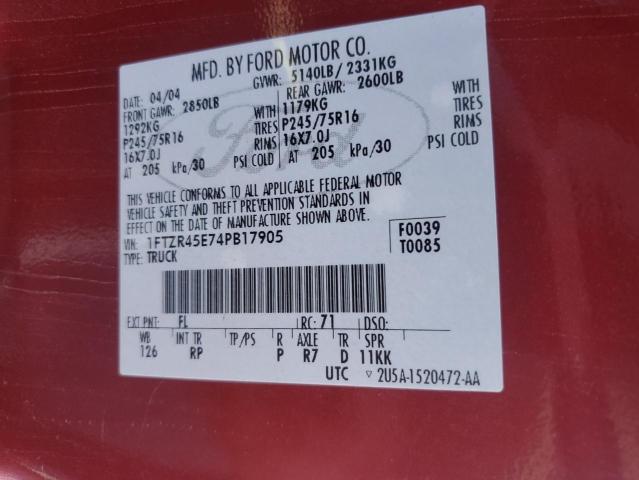 MFD. BY FORD MOTOR CO.
DATE: 04/04 GVWR: 5140LB / 2331KG
FRONT GAWR: 2850LB REAR GAWR: 2600LB
1292KG WITH 1179KG WITH
P245/75R16 TIRES P245/75R16 TIRES
16X7.0J RIMS 16X7.0J RIMS
AT 205 kPa/30 PSI COLD AT 205 kPa/30 PSI COLD
Ford
THIS VEHICLE CONFORMS TO ALL APPLICABLE FEDERAL MOTOR
VEHICLE SAFETY AND THEFT PREVENTION STANDARDS IN
EFFECT ON THE DATE OF MANUFACTURE SHOWN ABOVE.
VIN: 1FTZR45E74PB17905 F0039
TYPE: TRUCK T0085
EXT PNT: FL RC: 71 DSO:
WB INT TR TP/PS R AXLE TR SPR
126 RP P R7 D 11KK
UTC ▽ 2U5A-1520472-AA